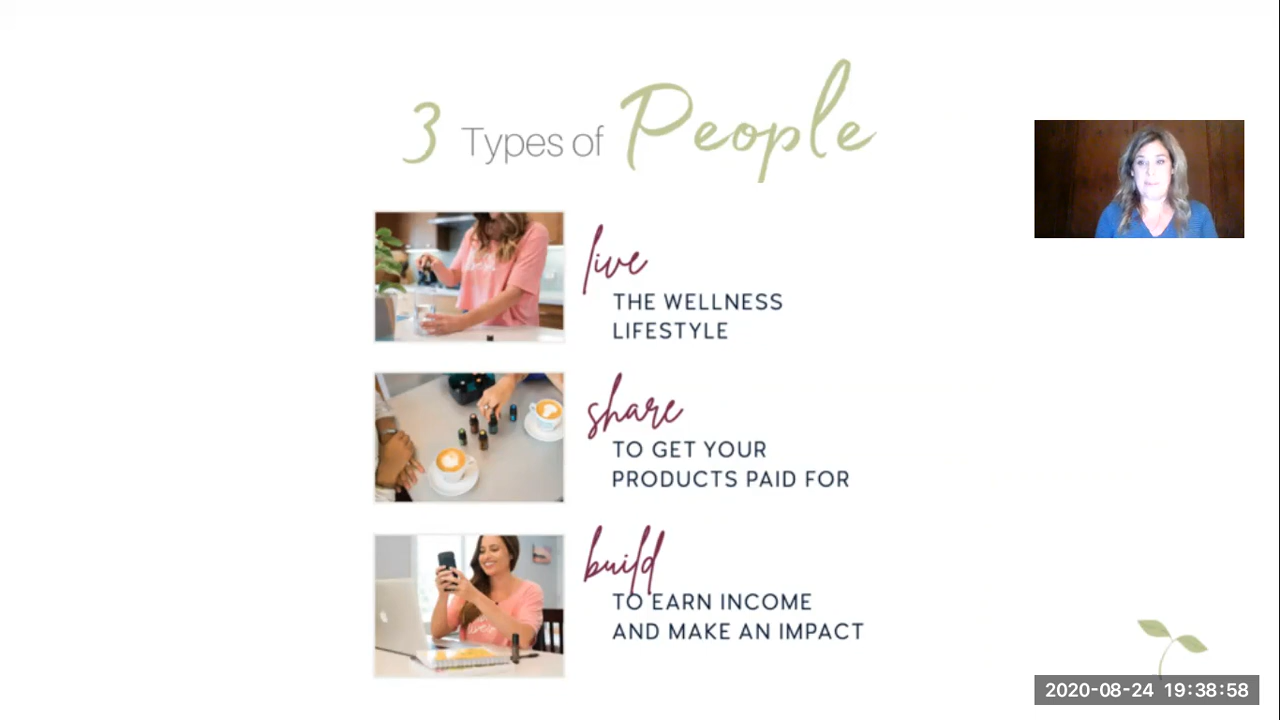 3 Types of People
live
THE WELLNESS
LIFESTYLE
share
TO GET YOUR
PRODUCTS PAID FOR
build
TO EARN INCOME
AND MAKE AN IMPACT
2020-08-24 19:38:58